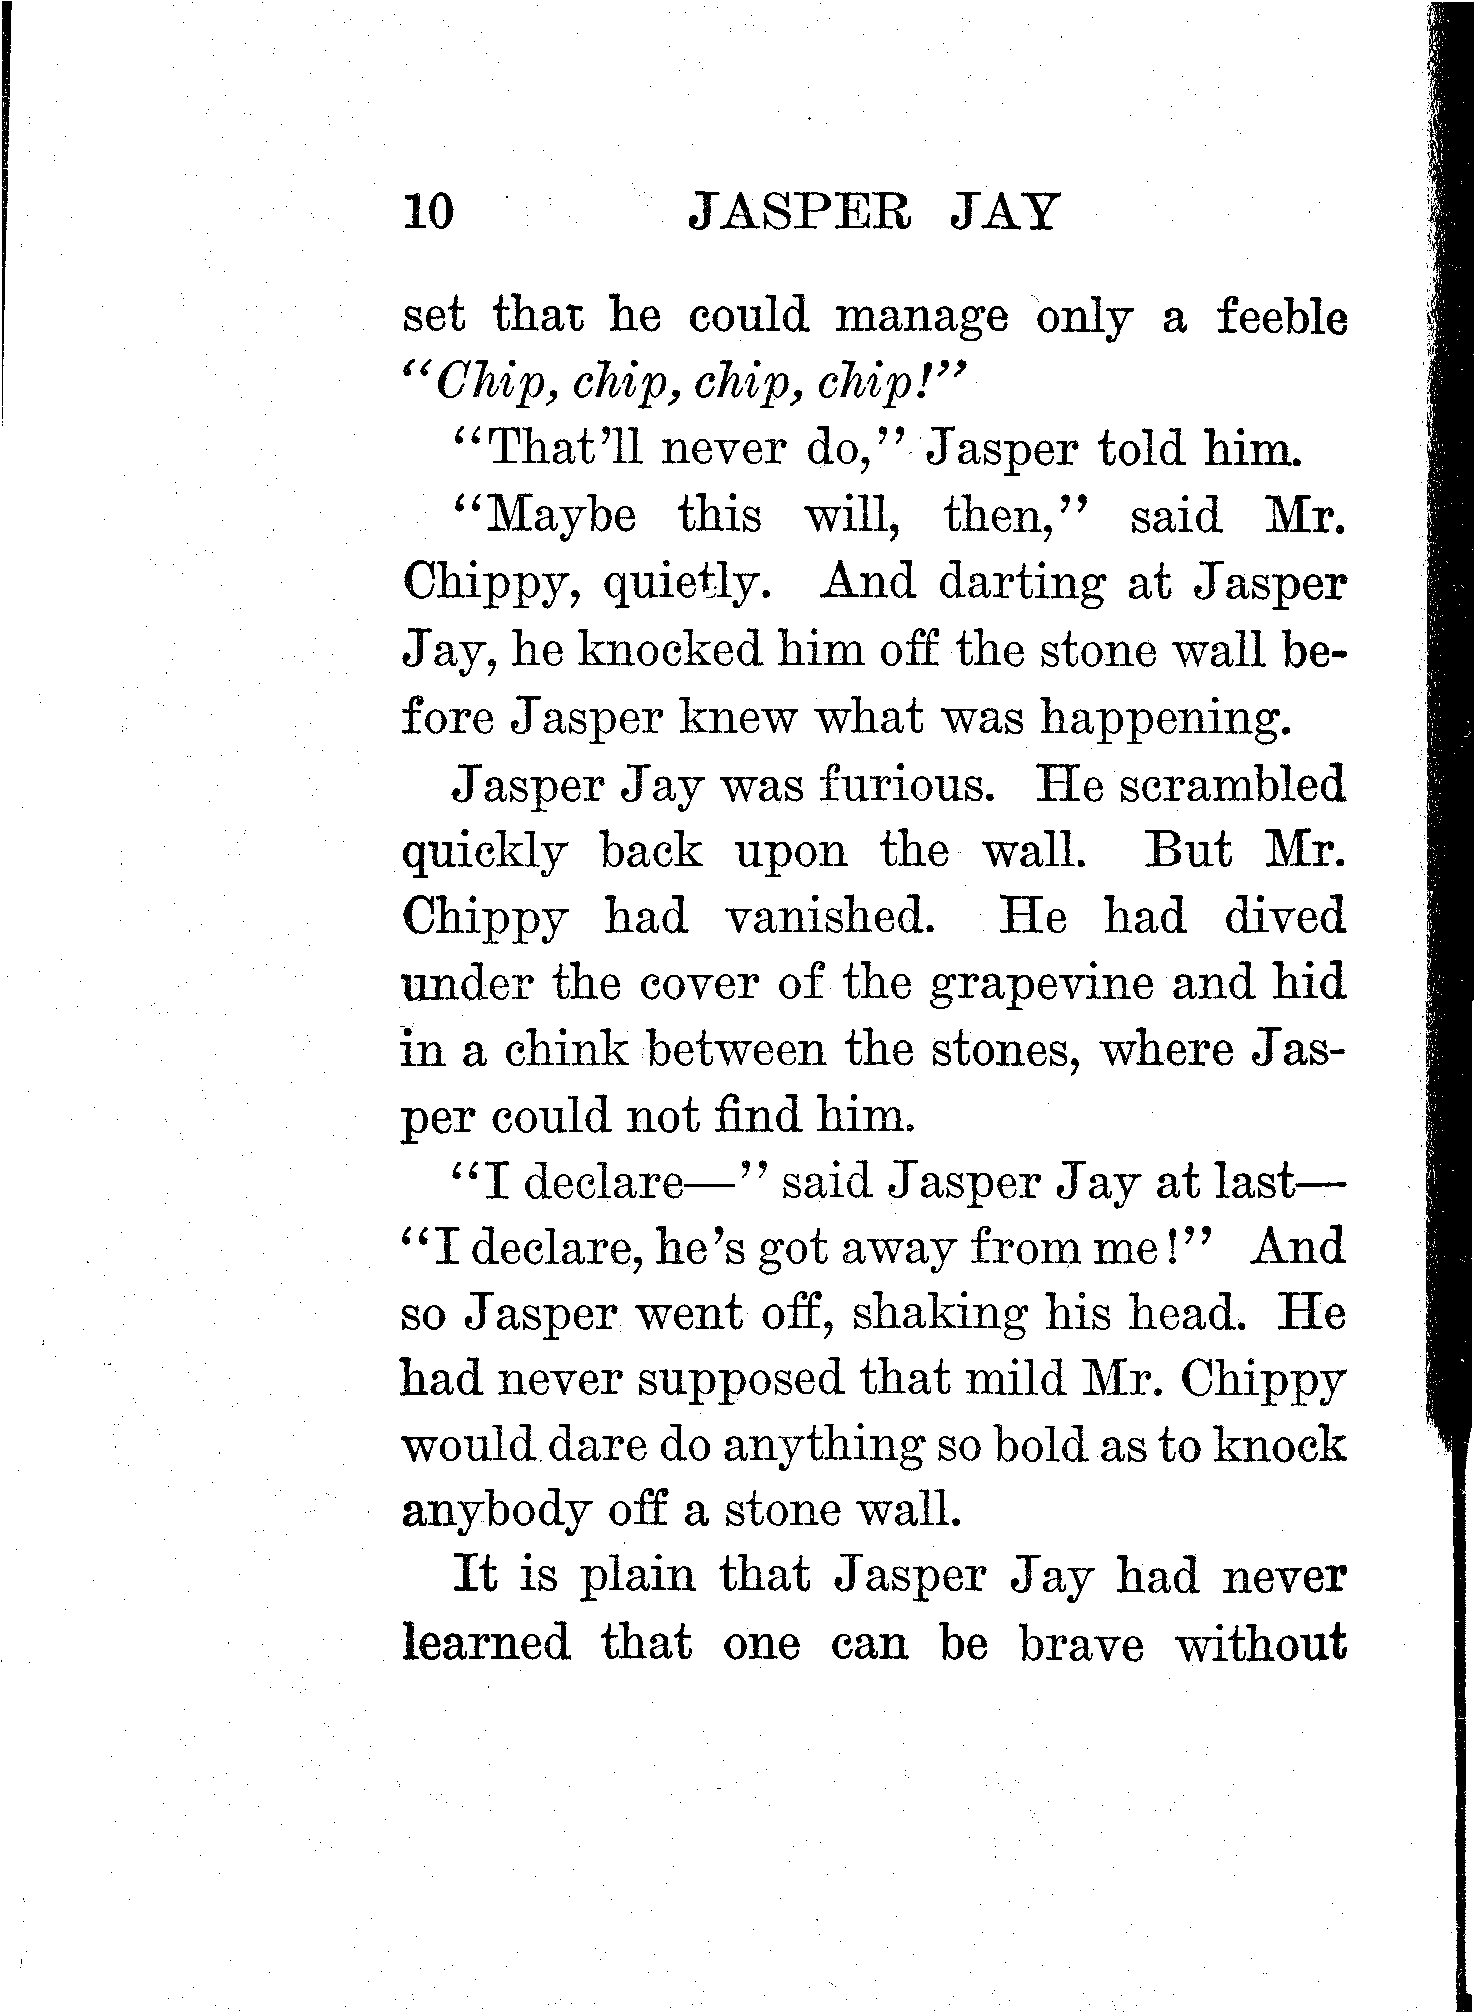 10 JASPER JAY
set that he could manage only a feeble
"Chip, chip, chip, chip!"
"That'll never do," Jasper told him.
"Maybe this will, then," said Mr.
Chippy, quietly. And darting at Jasper
Jay, he knocked him off the stone wall be-
fore Jasper knew what was happening.
Jasper Jay was furious. He scrambled
quickly back upon the wall. But Mr.
Chippy had vanished. He had dived
under the cover of the grapevine and hid
in a chink between the stones, where Jas-
per could not find him.
"I declare—" said Jasper Jay at last—
"I declare, he's got away from me!" And
so Jasper went off, shaking his head. He
had never supposed that mild Mr. Chippy
would dare do anything so bold as to knock
anybody off a stone wall.
It is plain that Jasper Jay had never
learned that one can be brave without